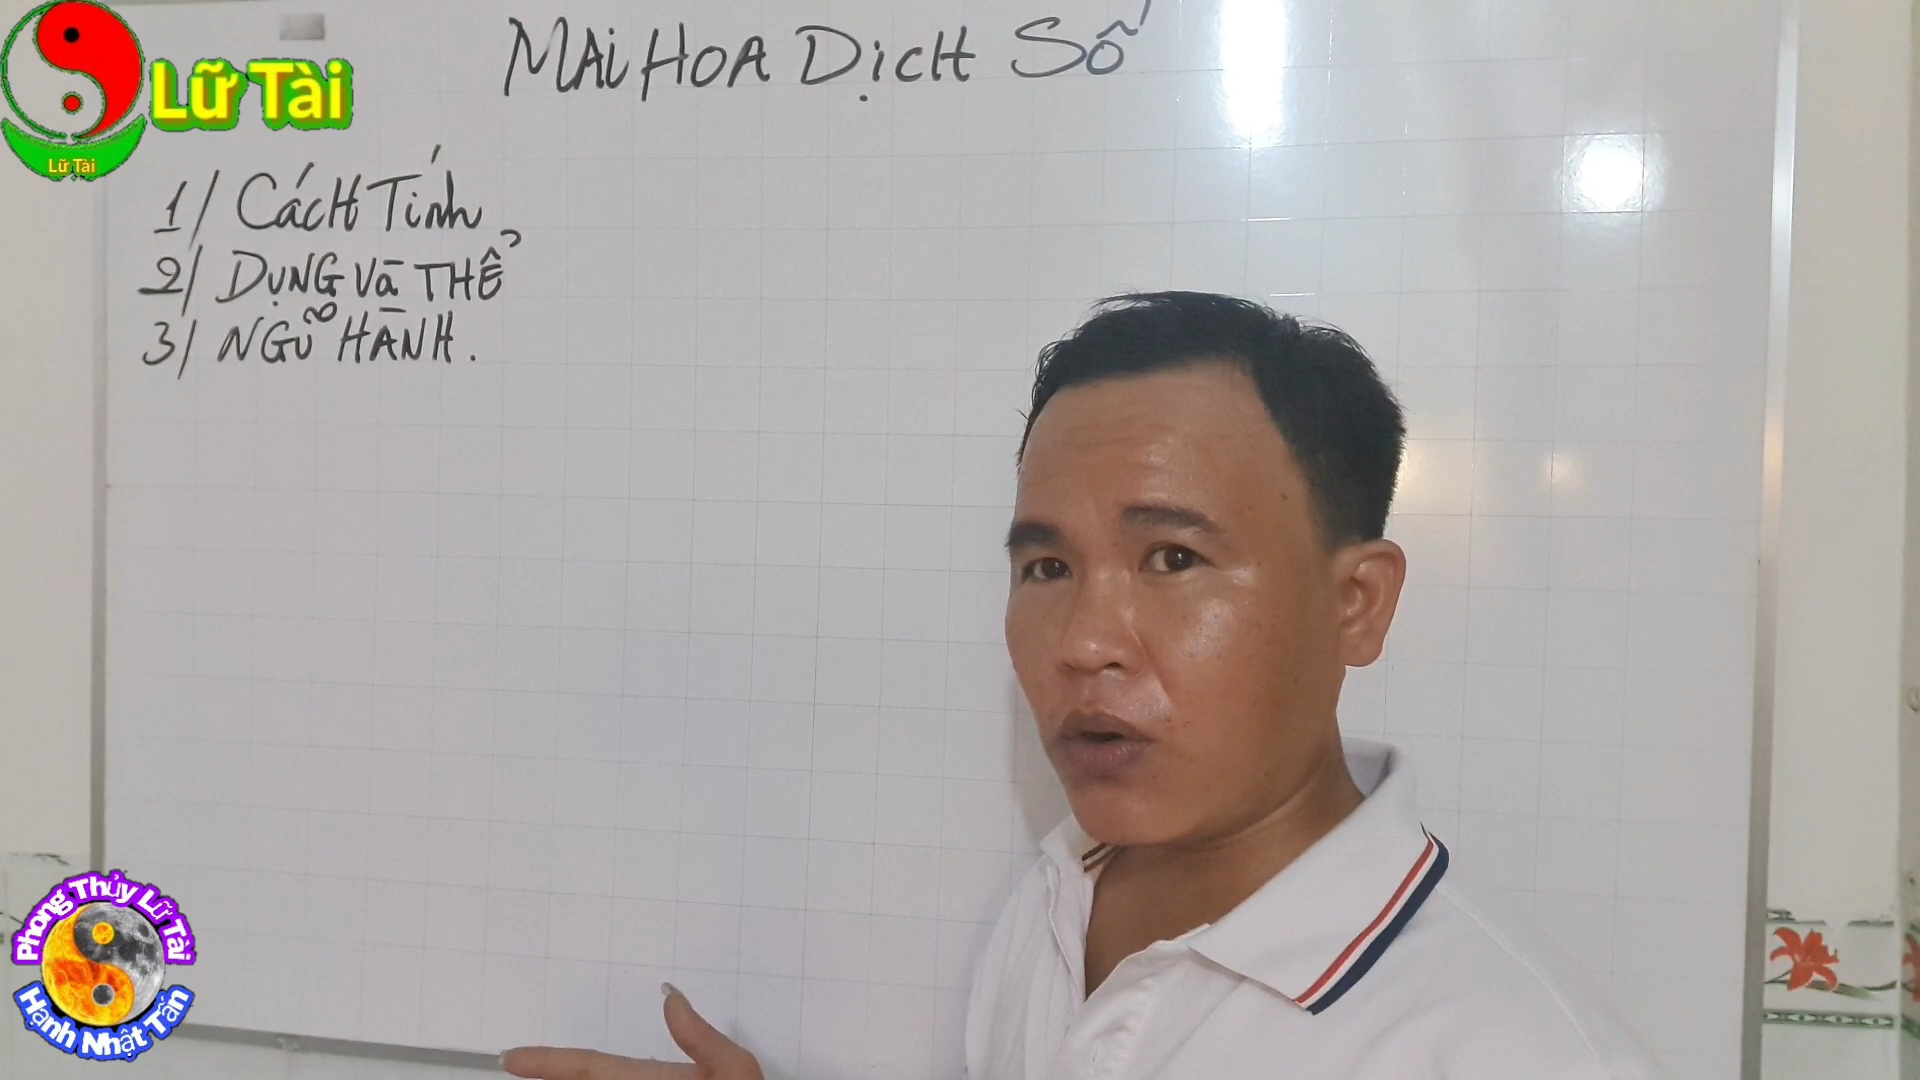 MAI HOA DỊCH SỐ
Lữ Tài
Lữ Tài
1/ CÁCH TÍNH
2/ DỤNG VÀ THỂ
3/ NGŨ HÀNH.
Phong Thủy Lữ Tài
Hạnh Nhật Tấn